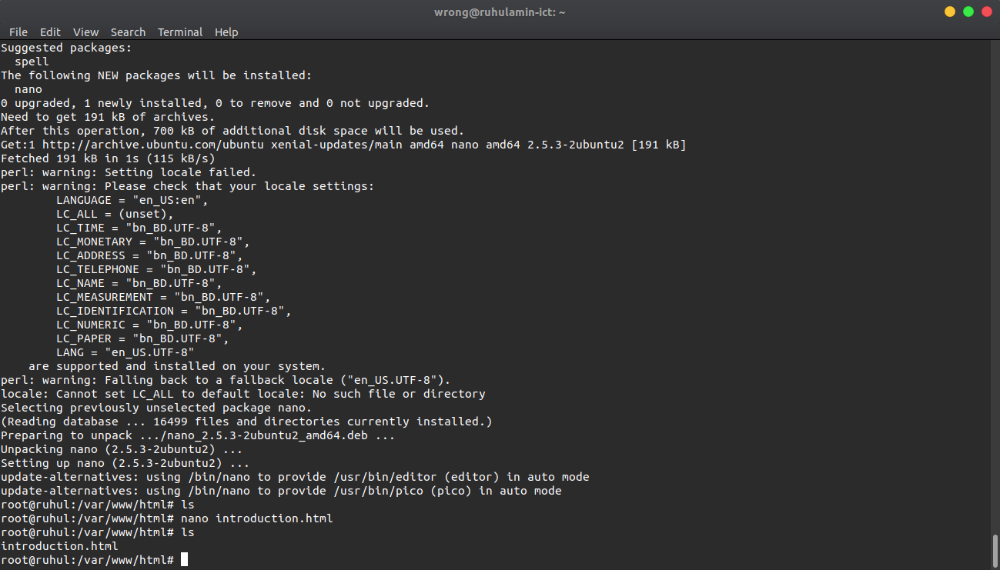 wrong@ruhulamin-ict: ~
File Edit View Search Terminal Help
Suggested packages:
  spell
The following NEW packages will be installed:
  nano
0 upgraded, 1 newly installed, 0 to remove and 0 not upgraded.
Need to get 191 kB of archives.
After this operation, 700 kB of additional disk space will be used.
Get:1 http://archive.ubuntu.com/ubuntu xenial-updates/main amd64 nano amd64 2.5.3-2ubuntu2 [191 kB]
Fetched 191 kB in 1s (115 kB/s)
perl: warning: Setting locale failed.
perl: warning: Please check that your locale settings:
        LANGUAGE = "en_US:en",
        LC_ALL = (unset),
        LC_TIME = "bn_BD.UTF-8",
        LC_MONETARY = "bn_BD.UTF-8",
        LC_ADDRESS = "bn_BD.UTF-8",
        LC_TELEPHONE = "bn_BD.UTF-8",
        LC_NAME = "bn_BD.UTF-8",
        LC_MEASUREMENT = "bn_BD.UTF-8",
        LC_IDENTIFICATION = "bn_BD.UTF-8",
        LC_NUMERIC = "bn_BD.UTF-8",
        LC_PAPER = "bn_BD.UTF-8",
        LANG = "en_US.UTF-8"
    are supported and installed on your system.
perl: warning: Falling back to a fallback locale ("en_US.UTF-8").
locale: Cannot set LC_ALL to default locale: No such file or directory
Selecting previously unselected package nano.
(Reading database ... 16499 files and directories currently installed.)
Preparing to unpack .../nano_2.5.3-2ubuntu2_amd64.deb ...
Unpacking nano (2.5.3-2ubuntu2) ...
Setting up nano (2.5.3-2ubuntu2) ...
update-alternatives: using /bin/nano to provide /usr/bin/editor (editor) in auto mode
update-alternatives: using /bin/nano to provide /usr/bin/pico (pico) in auto mode
root@ruhul:/var/www/html# ls
root@ruhul:/var/www/html# nano introduction.html
root@ruhul:/var/www/html# ls
introduction.html
root@ruhul:/var/www/html#